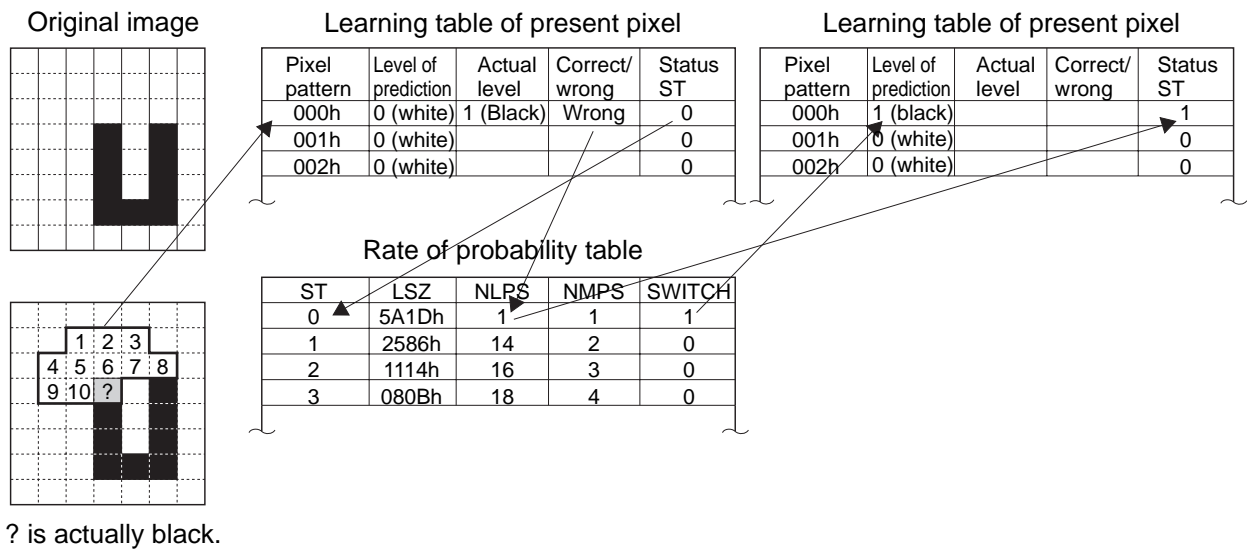 Original image
Learning table of present pixel
Learning table of present pixel
Pixel pattern Level of prediction Actual level Correct/ wrong Status ST
000h 0 (white) 1 (Black) Wrong 0
001h 0 (white) 0
002h 0 (white) 0
Pixel pattern Level of prediction Actual level Correct/ wrong Status ST
000h 1 (black) 1
001h 0 (white) 0
002h 0 (white) 0
Rate of probability table
ST LSZ NLPS NMPS SWITCH
0 5A1Dh 1 1 1
1 2586h 14 2 0
2 1114h 16 3 0
3 080Bh 18 4 0
1 2 3
4 5 6 7 8
9 10 ?
? is actually black.